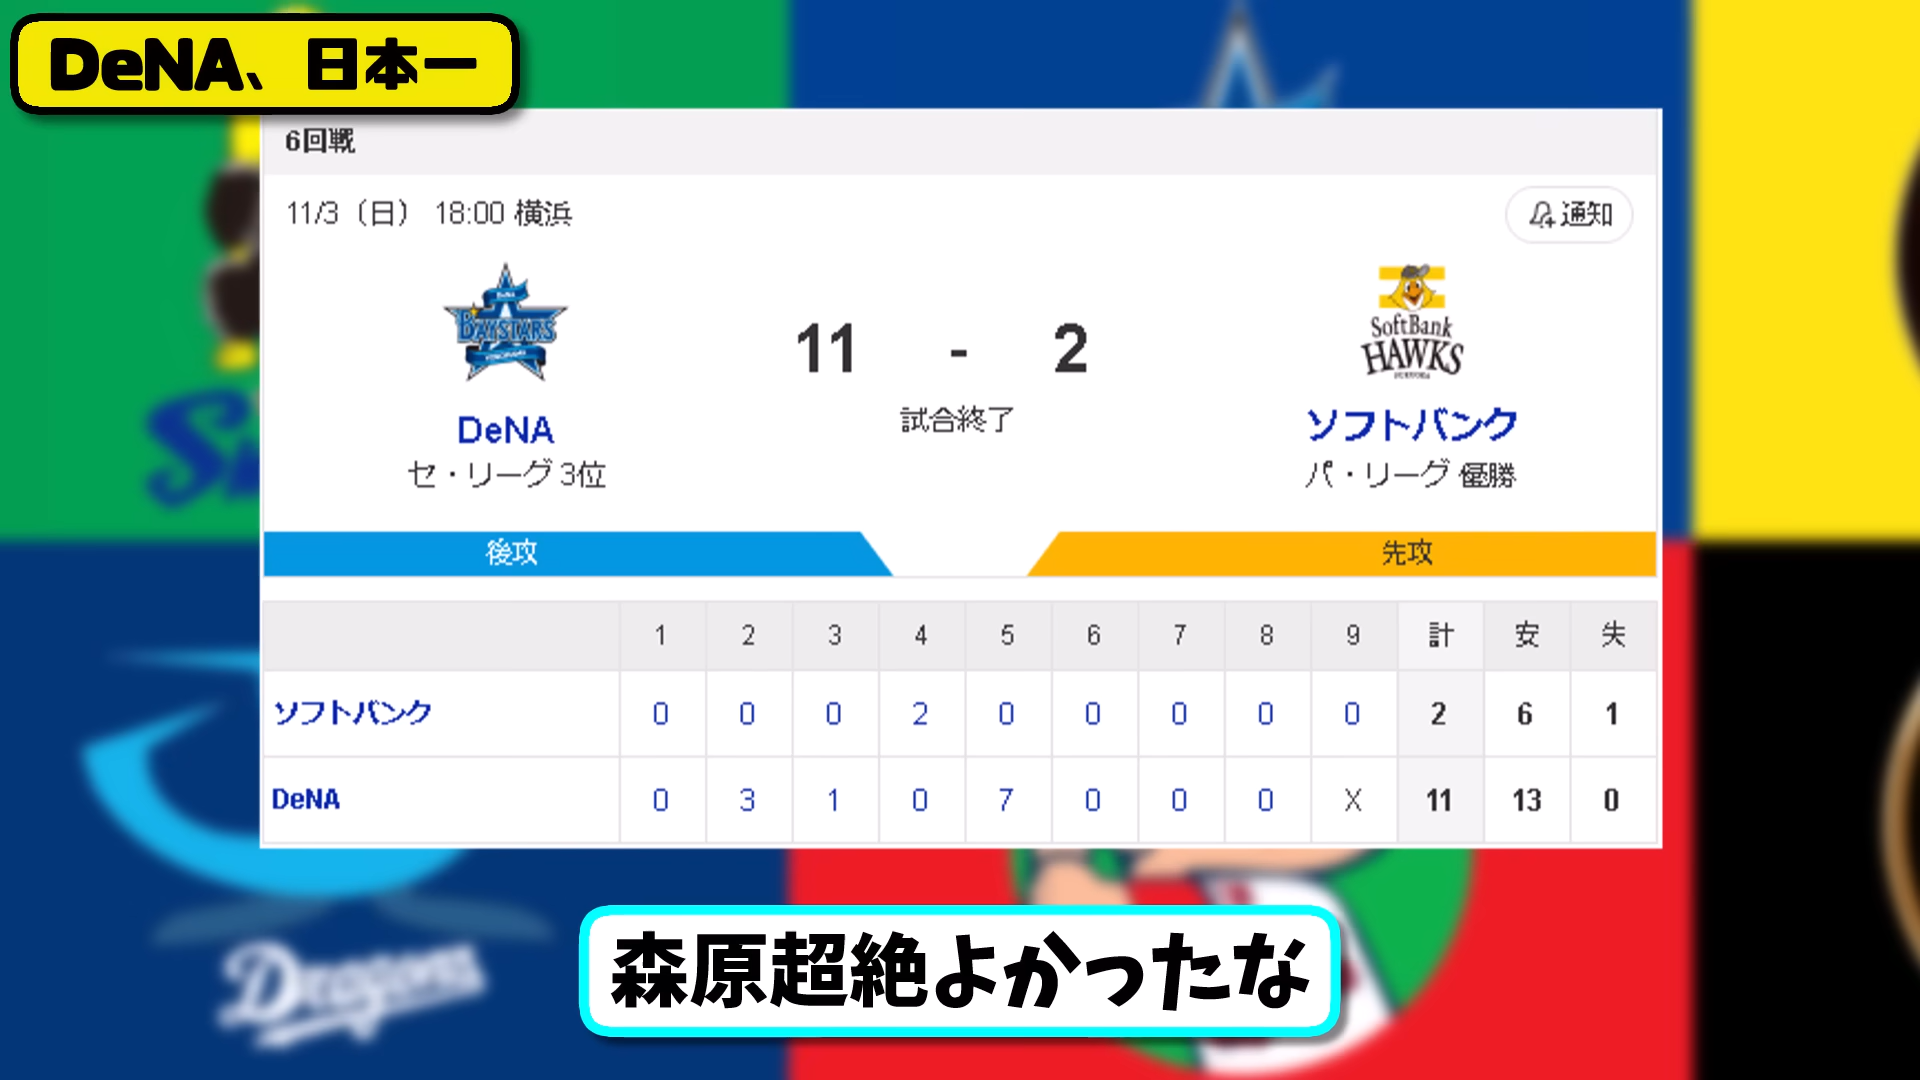 DeNA、日本一
6回戦
11/3（日） 18:00 横浜
通知
BAYSTARS
SoftBank
HAWKS
11 - 2
試合終了
DeNA
ソフトバンク
セ・リーグ 3位
パ・リーグ 優勝
後攻
先攻
1 2 3 4 5 6 7 8 9 計 安 失
ソフトバンク 0 0 0 2 0 0 0 0 0 2 6 1
DeNA 0 3 1 0 7 0 0 0 X 11 13 0
Dragons
森原超絶よかったな